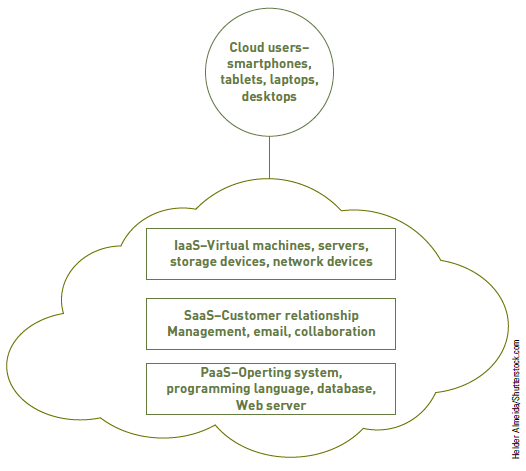 Cloud users–
smartphones,
tablets, laptops,
desktops
IaaS–Virtual machines, servers,
storage devices, network devices
SaaS–Customer relationship
Management, email, collaboration
PaaS–Operting system,
programming language, database,
Web server
Helder Almeida/Shutterstock.com